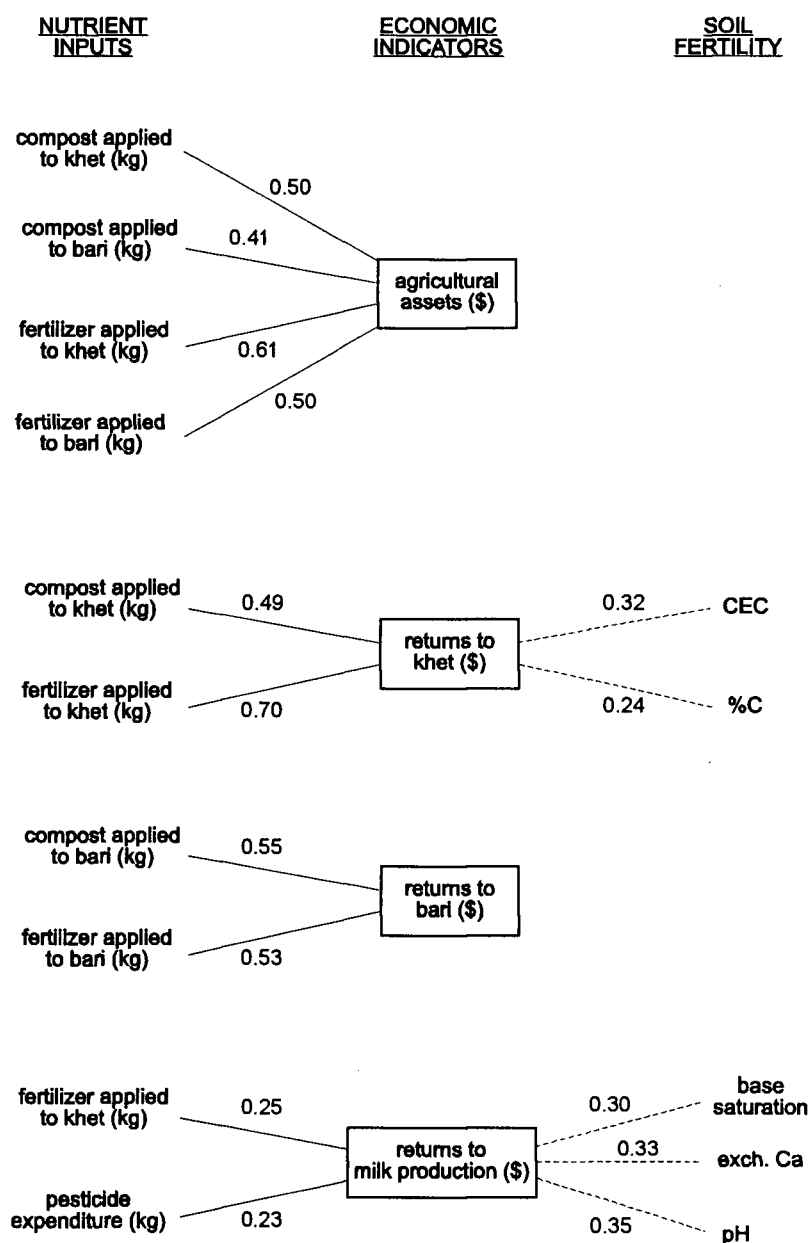 NUTRIENT
INPUTS
ECONOMIC
INDICATORS
SOIL
FERTILITY
compost applied
to khet (kg)
0.50
compost applied
to bari (kg)
0.41
agricultural
assets ($)
fertilizer applied
to khet (kg)
0.61
0.50
fertilizer applied
to bari (kg)
compost applied
to khet (kg)
0.49
0.32
CEC
returns to
khet ($)
fertilizer applied
to khet (kg)
0.70
0.24
%C
compost applied
to bari (kg)
0.55
returns to
bari ($)
fertilizer applied
to bari (kg)
0.53
fertilizer applied
to khet (kg)
0.25
0.30
base
saturation
returns to
milk production ($)
0.33
exch. Ca
pesticide
expenditure (kg)
0.23
0.35
pH